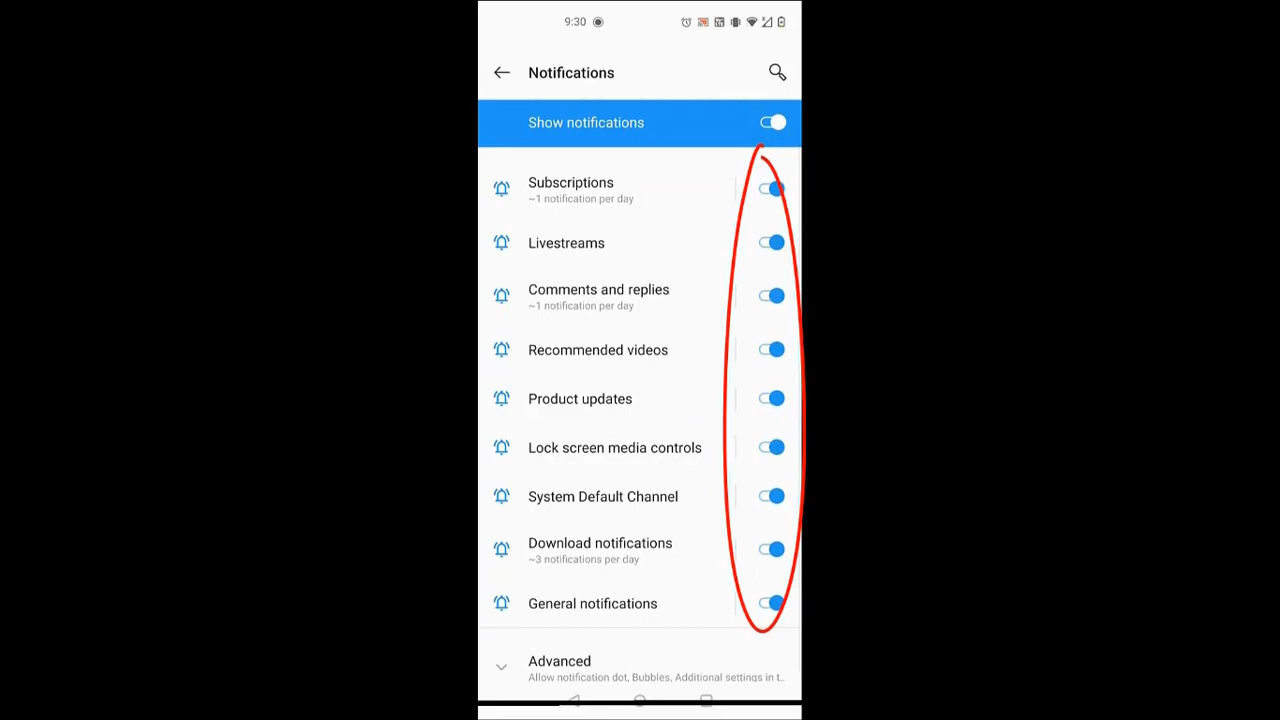 9:30
Notifications
Show notifications
Subscriptions
~1 notification per day
Livestreams
Comments and replies
~1 notification per day
Recommended videos
Product updates
Lock screen media controls
System Default Channel
Download notifications
~3 notifications per day
General notifications
Advanced
Allow notification dot, Bubbles, Additional settings in t..